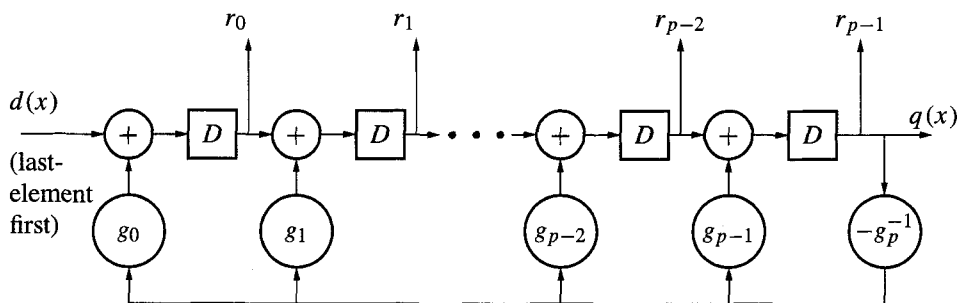 r₀ r₁ rₚ₋₂ rₚ₋₁
d(x) + D + D + D + D q(x)
(last-
element
first)
g₀ g₁ gₚ₋₂ gₚ₋₁ −gₚ⁻¹